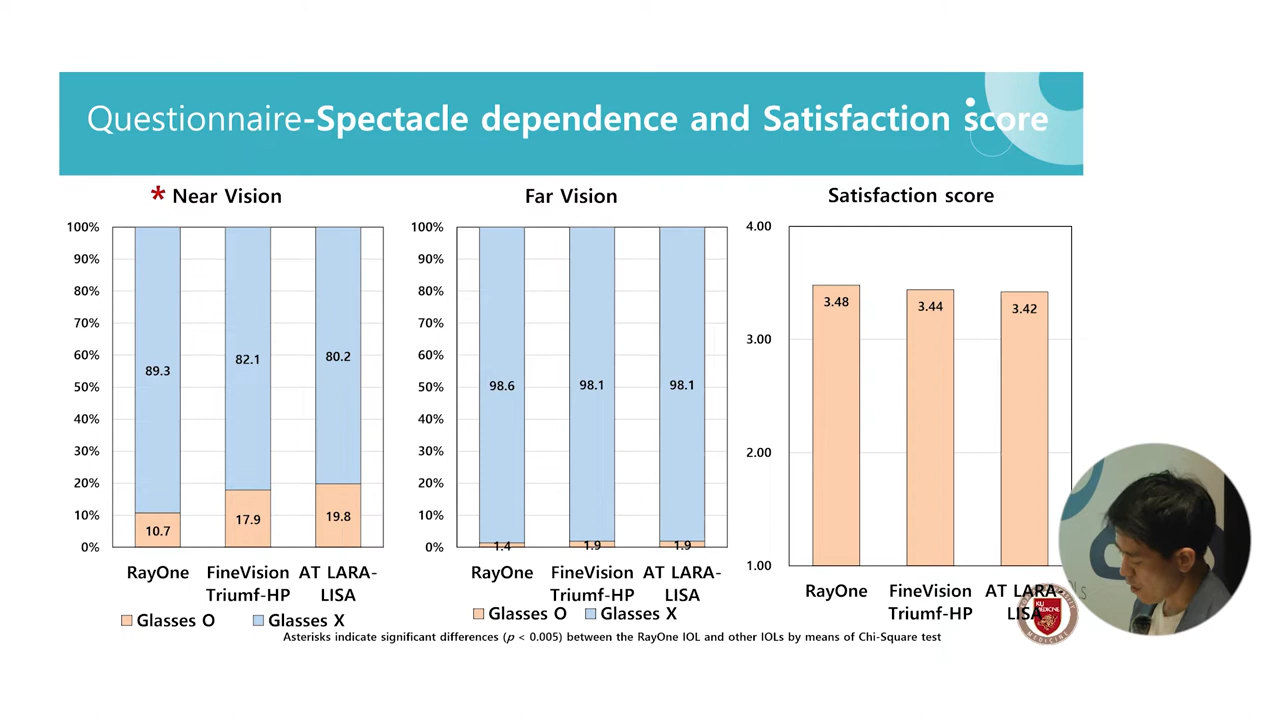 Questionnaire-Spectacle dependence and Satisfaction score
* Near Vision
100%
90%
80%
70%
60%
50%
40%
30%
20%
10%
0%
89.3
82.1
80.2
10.7
17.9
19.8
RayOne
FineVision Triumf-HP
AT LARA-LISA
Glasses O
Glasses X
Far Vision
100%
90%
80%
70%
60%
50%
40%
30%
20%
10%
0%
98.6
98.1
98.1
1.4
1.9
1.9
RayOne
FineVision Triumf-HP
AT LARA-LISA
Glasses O
Glasses X
Satisfaction score
4.00
3.00
2.00
1.00
3.48
3.44
3.42
RayOne
FineVision Triumf-HP
AT LARA-LISA
Asterisks indicate significant differences (p < 0.005) between the RayOne IOL and other IOLs by means of Chi-Square test